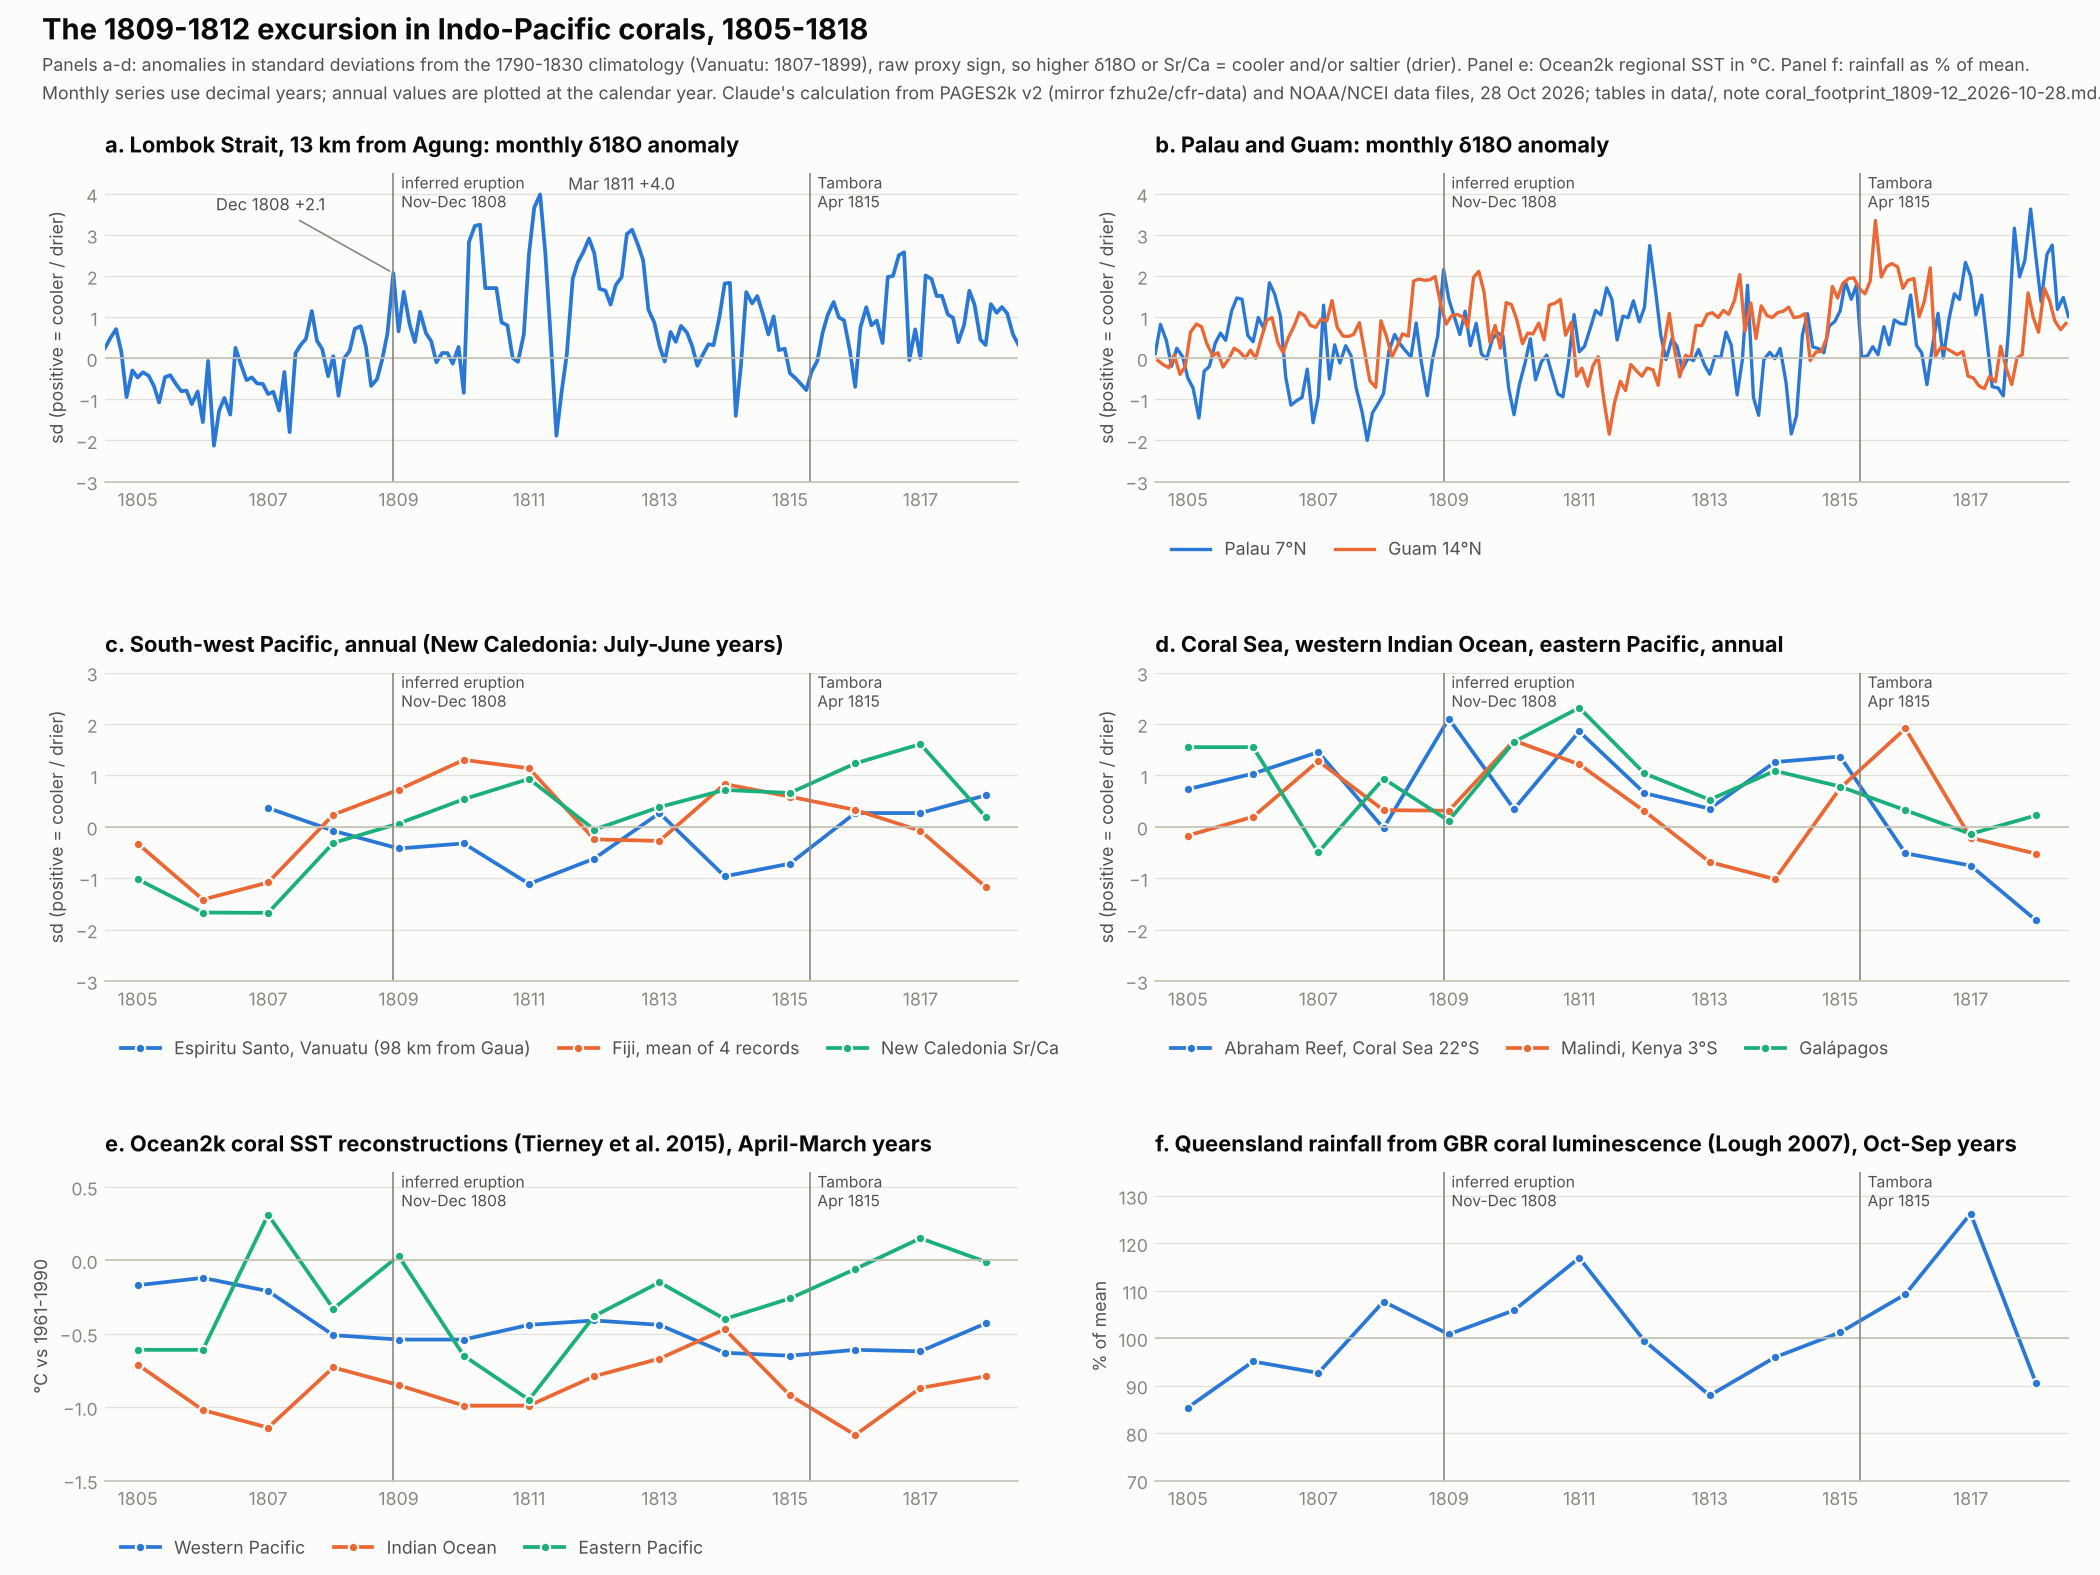 The 1809-1812 excursion in Indo-Pacific corals, 1805-1818
Panels a-d: anomalies in standard deviations from the 1790-1830 climatology (Vanuatu: 1807-1899), raw proxy sign, so higher δ18O or Sr/Ca = cooler and/or saltier (drier). Panel e: Ocean2k regional SST in °C. Panel f: rainfall as % of mean.
Monthly series use decimal years; annual values are plotted at the calendar year. Claude's calculation from PAGES2k v2 (mirror fzhu2e/cfr-data) and NOAA/NCEI data files, 28 Oct 2026; tables in data/, note coral_footprint_1809-12_2026-10-28.md.
a. Lombok Strait, 13 km from Agung: monthly δ18O anomaly
sd (positive = cooler / drier)
4
3
2
1
0
−1
−2
−3
Dec 1808 +2.1
inferred eruption
Nov-Dec 1808
Mar 1811 +4.0
Tambora
Apr 1815
1805 1807 1809 1811 1813 1815 1817
b. Palau and Guam: monthly δ18O anomaly
sd (positive = cooler / drier)
4
3
2
1
0
−1
−2
−3
inferred eruption
Nov-Dec 1808
Tambora
Apr 1815
1805 1807 1809 1811 1813 1815 1817
Palau 7°N Guam 14°N
c. South-west Pacific, annual (New Caledonia: July-June years)
sd (positive = cooler / drier)
3
2
1
0
−1
−2
−3
inferred eruption
Nov-Dec 1808
Tambora
Apr 1815
1805 1807 1809 1811 1813 1815 1817
Espiritu Santo, Vanuatu (98 km from Gaua) Fiji, mean of 4 records New Caledonia Sr/Ca
d. Coral Sea, western Indian Ocean, eastern Pacific, annual
sd (positive = cooler / drier)
3
2
1
0
−1
−2
−3
inferred eruption
Nov-Dec 1808
Tambora
Apr 1815
1805 1807 1809 1811 1813 1815 1817
Abraham Reef, Coral Sea 22°S Malindi, Kenya 3°S Galápagos
e. Ocean2k coral SST reconstructions (Tierney et al. 2015), April-March years
°C vs 1961-1990
0.5
0.0
−0.5
−1.0
−1.5
inferred eruption
Nov-Dec 1808
Tambora
Apr 1815
1805 1807 1809 1811 1813 1815 1817
Western Pacific Indian Ocean Eastern Pacific
f. Queensland rainfall from GBR coral luminescence (Lough 2007), Oct-Sep years
% of mean
130
120
110
100
90
80
70
inferred eruption
Nov-Dec 1808
Tambora
Apr 1815
1805 1807 1809 1811 1813 1815 1817